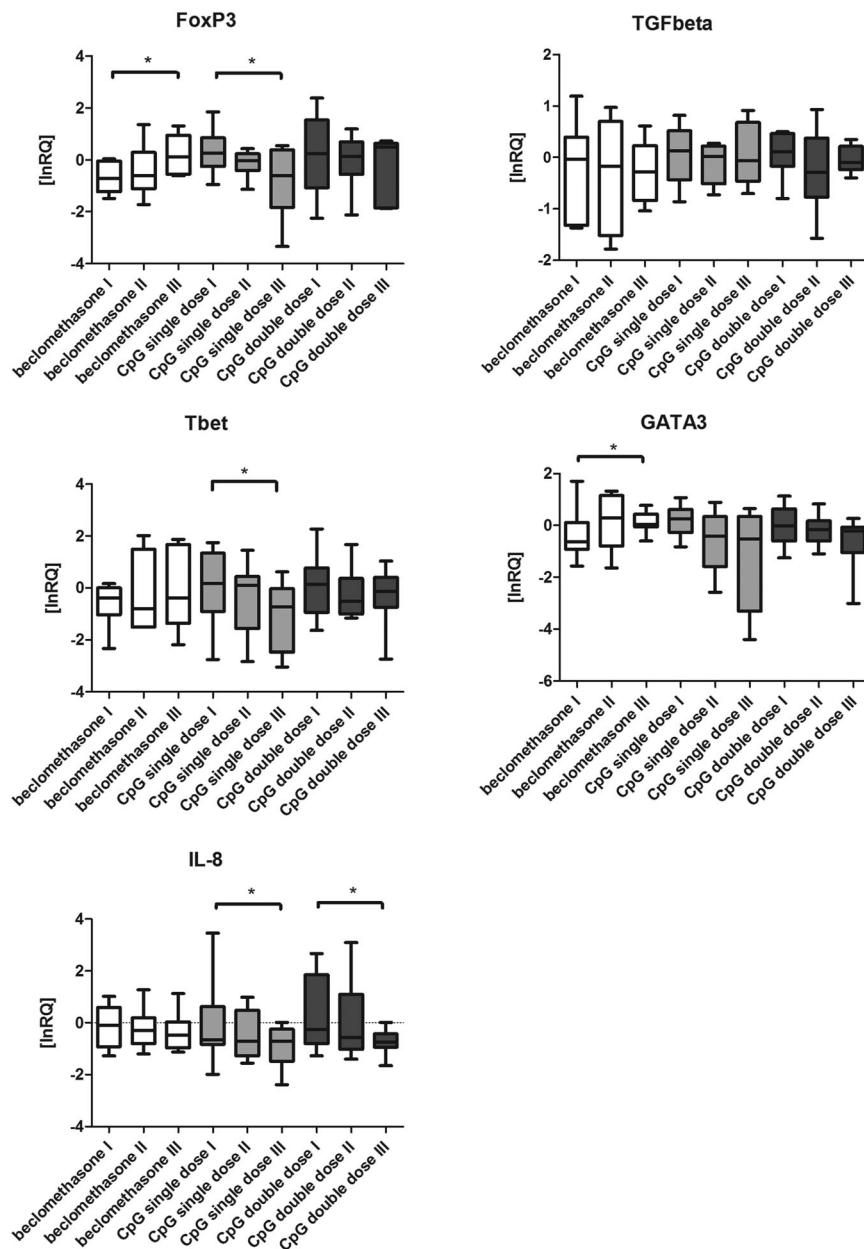 FoxP3
4
2
0
-2
-4
[lnRQ]
*
*
beclomethasone I
beclomethasone II
beclomethasone III
CpG single dose I
CpG single dose II
CpG single dose III
CpG double dose I
CpG double dose II
CpG double dose III
TGFbeta
2
1
0
-1
-2
[lnRQ]
beclomethasone I
beclomethasone II
beclomethasone III
CpG single dose I
CpG single dose II
CpG single dose III
CpG double dose I
CpG double dose II
CpG double dose III
Tbet
4
2
0
-2
-4
[lnRQ]
*
beclomethasone I
beclomethasone II
beclomethasone III
CpG single dose I
CpG single dose II
CpG single dose III
CpG double dose I
CpG double dose II
CpG double dose III
GATA3
2
0
-2
-4
-6
[lnRQ]
*
beclomethasone I
beclomethasone II
beclomethasone III
CpG single dose I
CpG single dose II
CpG single dose III
CpG double dose I
CpG double dose II
CpG double dose III
IL-8
4
2
0
-2
-4
[lnRQ]
*
*
beclomethasone I
beclomethasone II
beclomethasone III
CpG single dose I
CpG single dose II
CpG single dose III
CpG double dose I
CpG double dose II
CpG double dose III